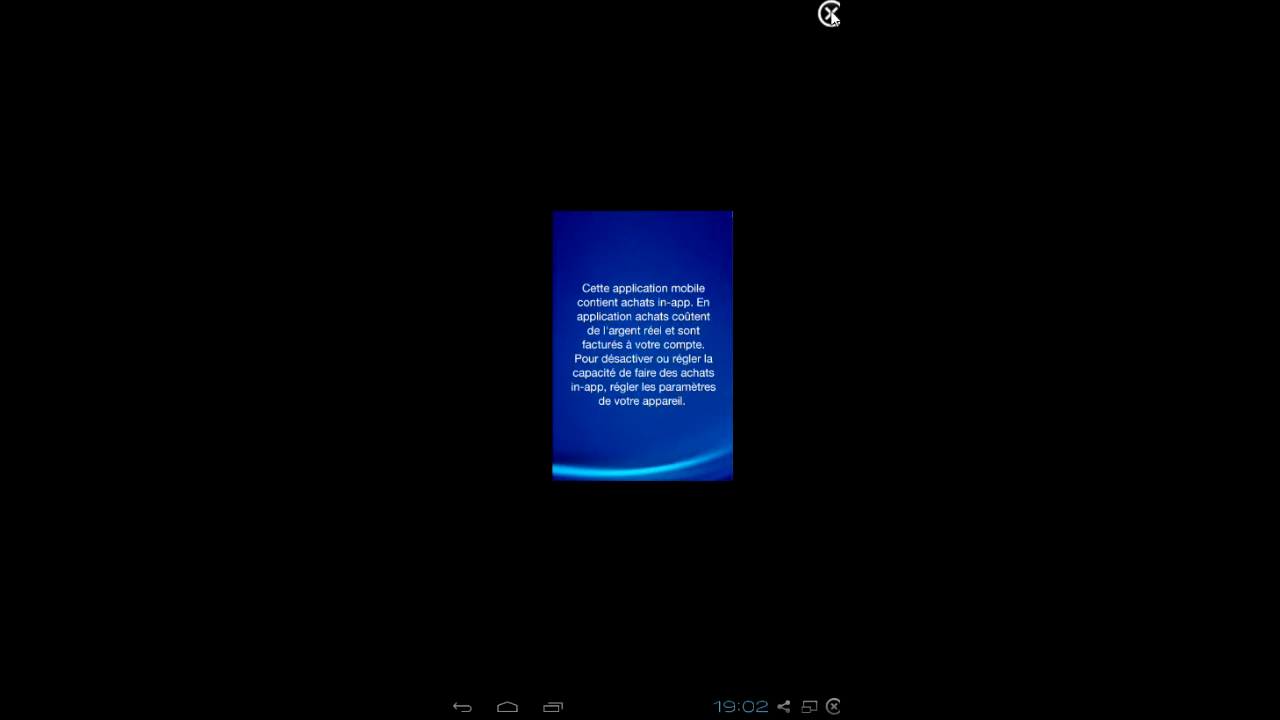 Cette application mobile
contient achats in-app. En
application achats coûtent
de l'argent réel et sont
facturés à votre compte.
Pour désactiver ou régler la
capacité de faire des achats
in-app, régler les paramètres
de votre appareil.
19:02